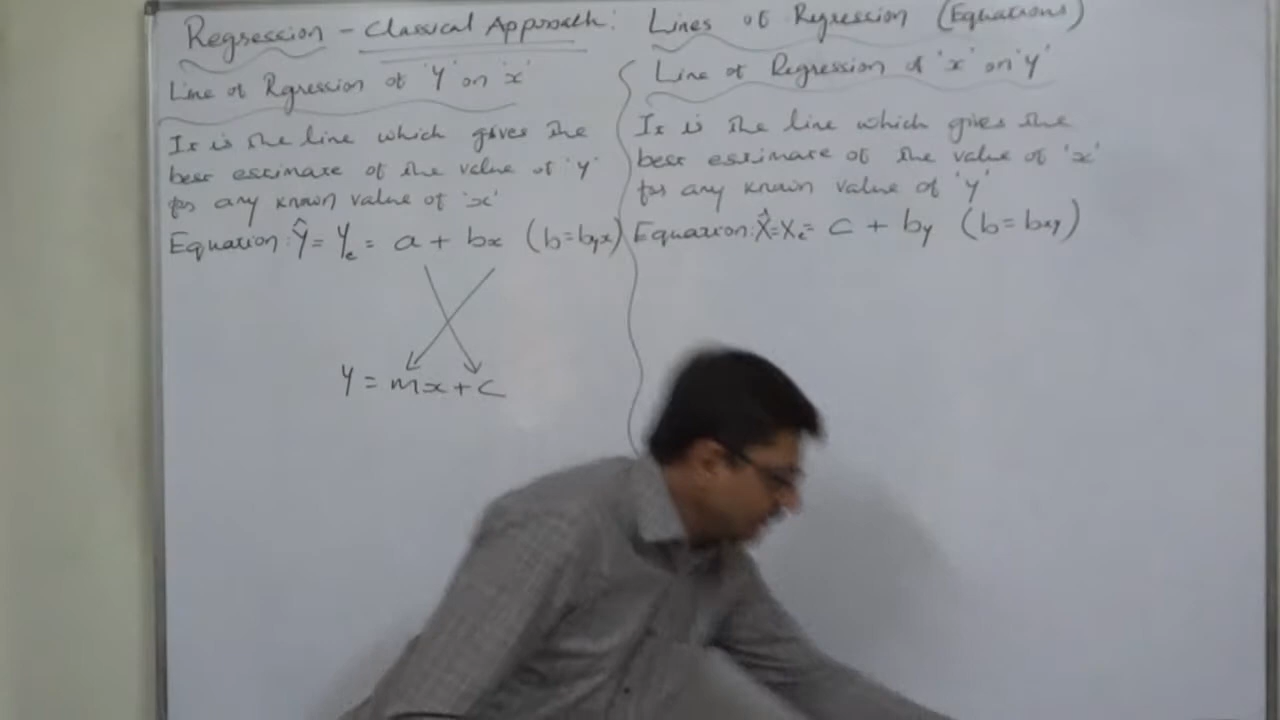 Regression - Classical Approach: Lines of Regression (Equations)
Line of Regression of 'Y' on 'x'
It is the line which gives the
best estimate of the value of 'y'
for any known value of 'x'
Equation: Ŷ = Yₑ = a + bx (b = byx)
Y = mx + c
Line of Regression of 'x' on 'y'
It is the line which gives the
best estimate of the value of 'x'
for any known value of 'y'
Equation: X̂ = Xₑ = c + by (b = bxy)